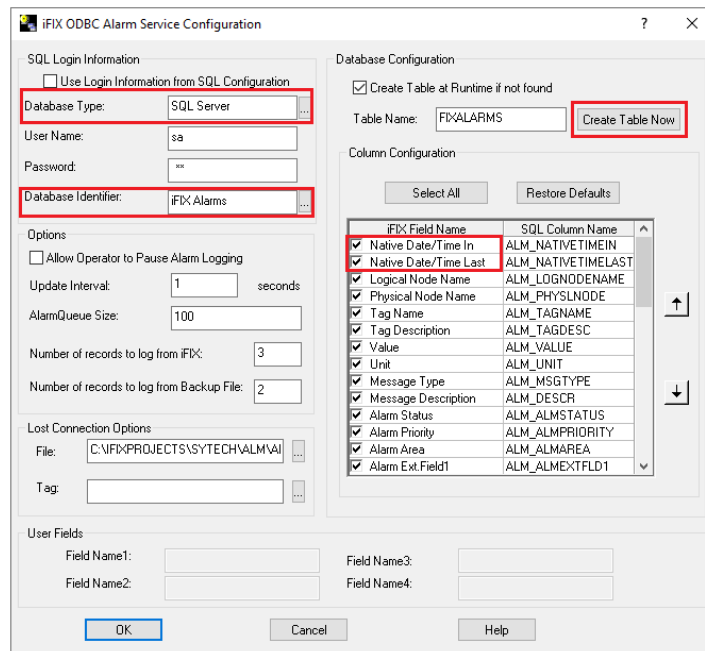 iFIX ODBC Alarm Service Configuration
? ×
SQL Login Information
Use Login Information from SQL Configuration
Database Type: SQL Server ...
User Name: sa
Password: **
Database Identifier: iFIX Alarms ...
Options
Allow Operator to Pause Alarm Logging
Update Interval: 1 seconds
AlarmQueue Size: 100
Number of records to log from iFIX: 3
Number of records to log from Backup File: 2
Lost Connection Options
File: C:\IFIXPROJECTS\SYTECH\ALM\Al ...
Tag: ...
Database Configuration
Create Table at Runtime if not found
Table Name: FIXALARMS Create Table Now
Column Configuration
Select All Restore Defaults
iFIX Field Name SQL Column Name
Native Date/Time In ALM_NATIVETIMEIN
Native Date/Time Last ALM_NATIVETIMELAST
Logical Node Name ALM_LOGNODENAME
Physical Node Name ALM_PHYSLNODE
Tag Name ALM_TAGNAME
Tag Description ALM_TAGDESC
Value ALM_VALUE
Unit ALM_UNIT
Message Type ALM_MSGTYPE
Message Description ALM_DESCR
Alarm Status ALM_ALMSTATUS
Alarm Priority ALM_ALMPRIORITY
Alarm Area ALM_ALMAREA
Alarm Ext.Field1 ALM_ALMEXTFLD1
User Fields
Field Name1: Field Name3:
Field Name2: Field Name4:
OK Cancel Help